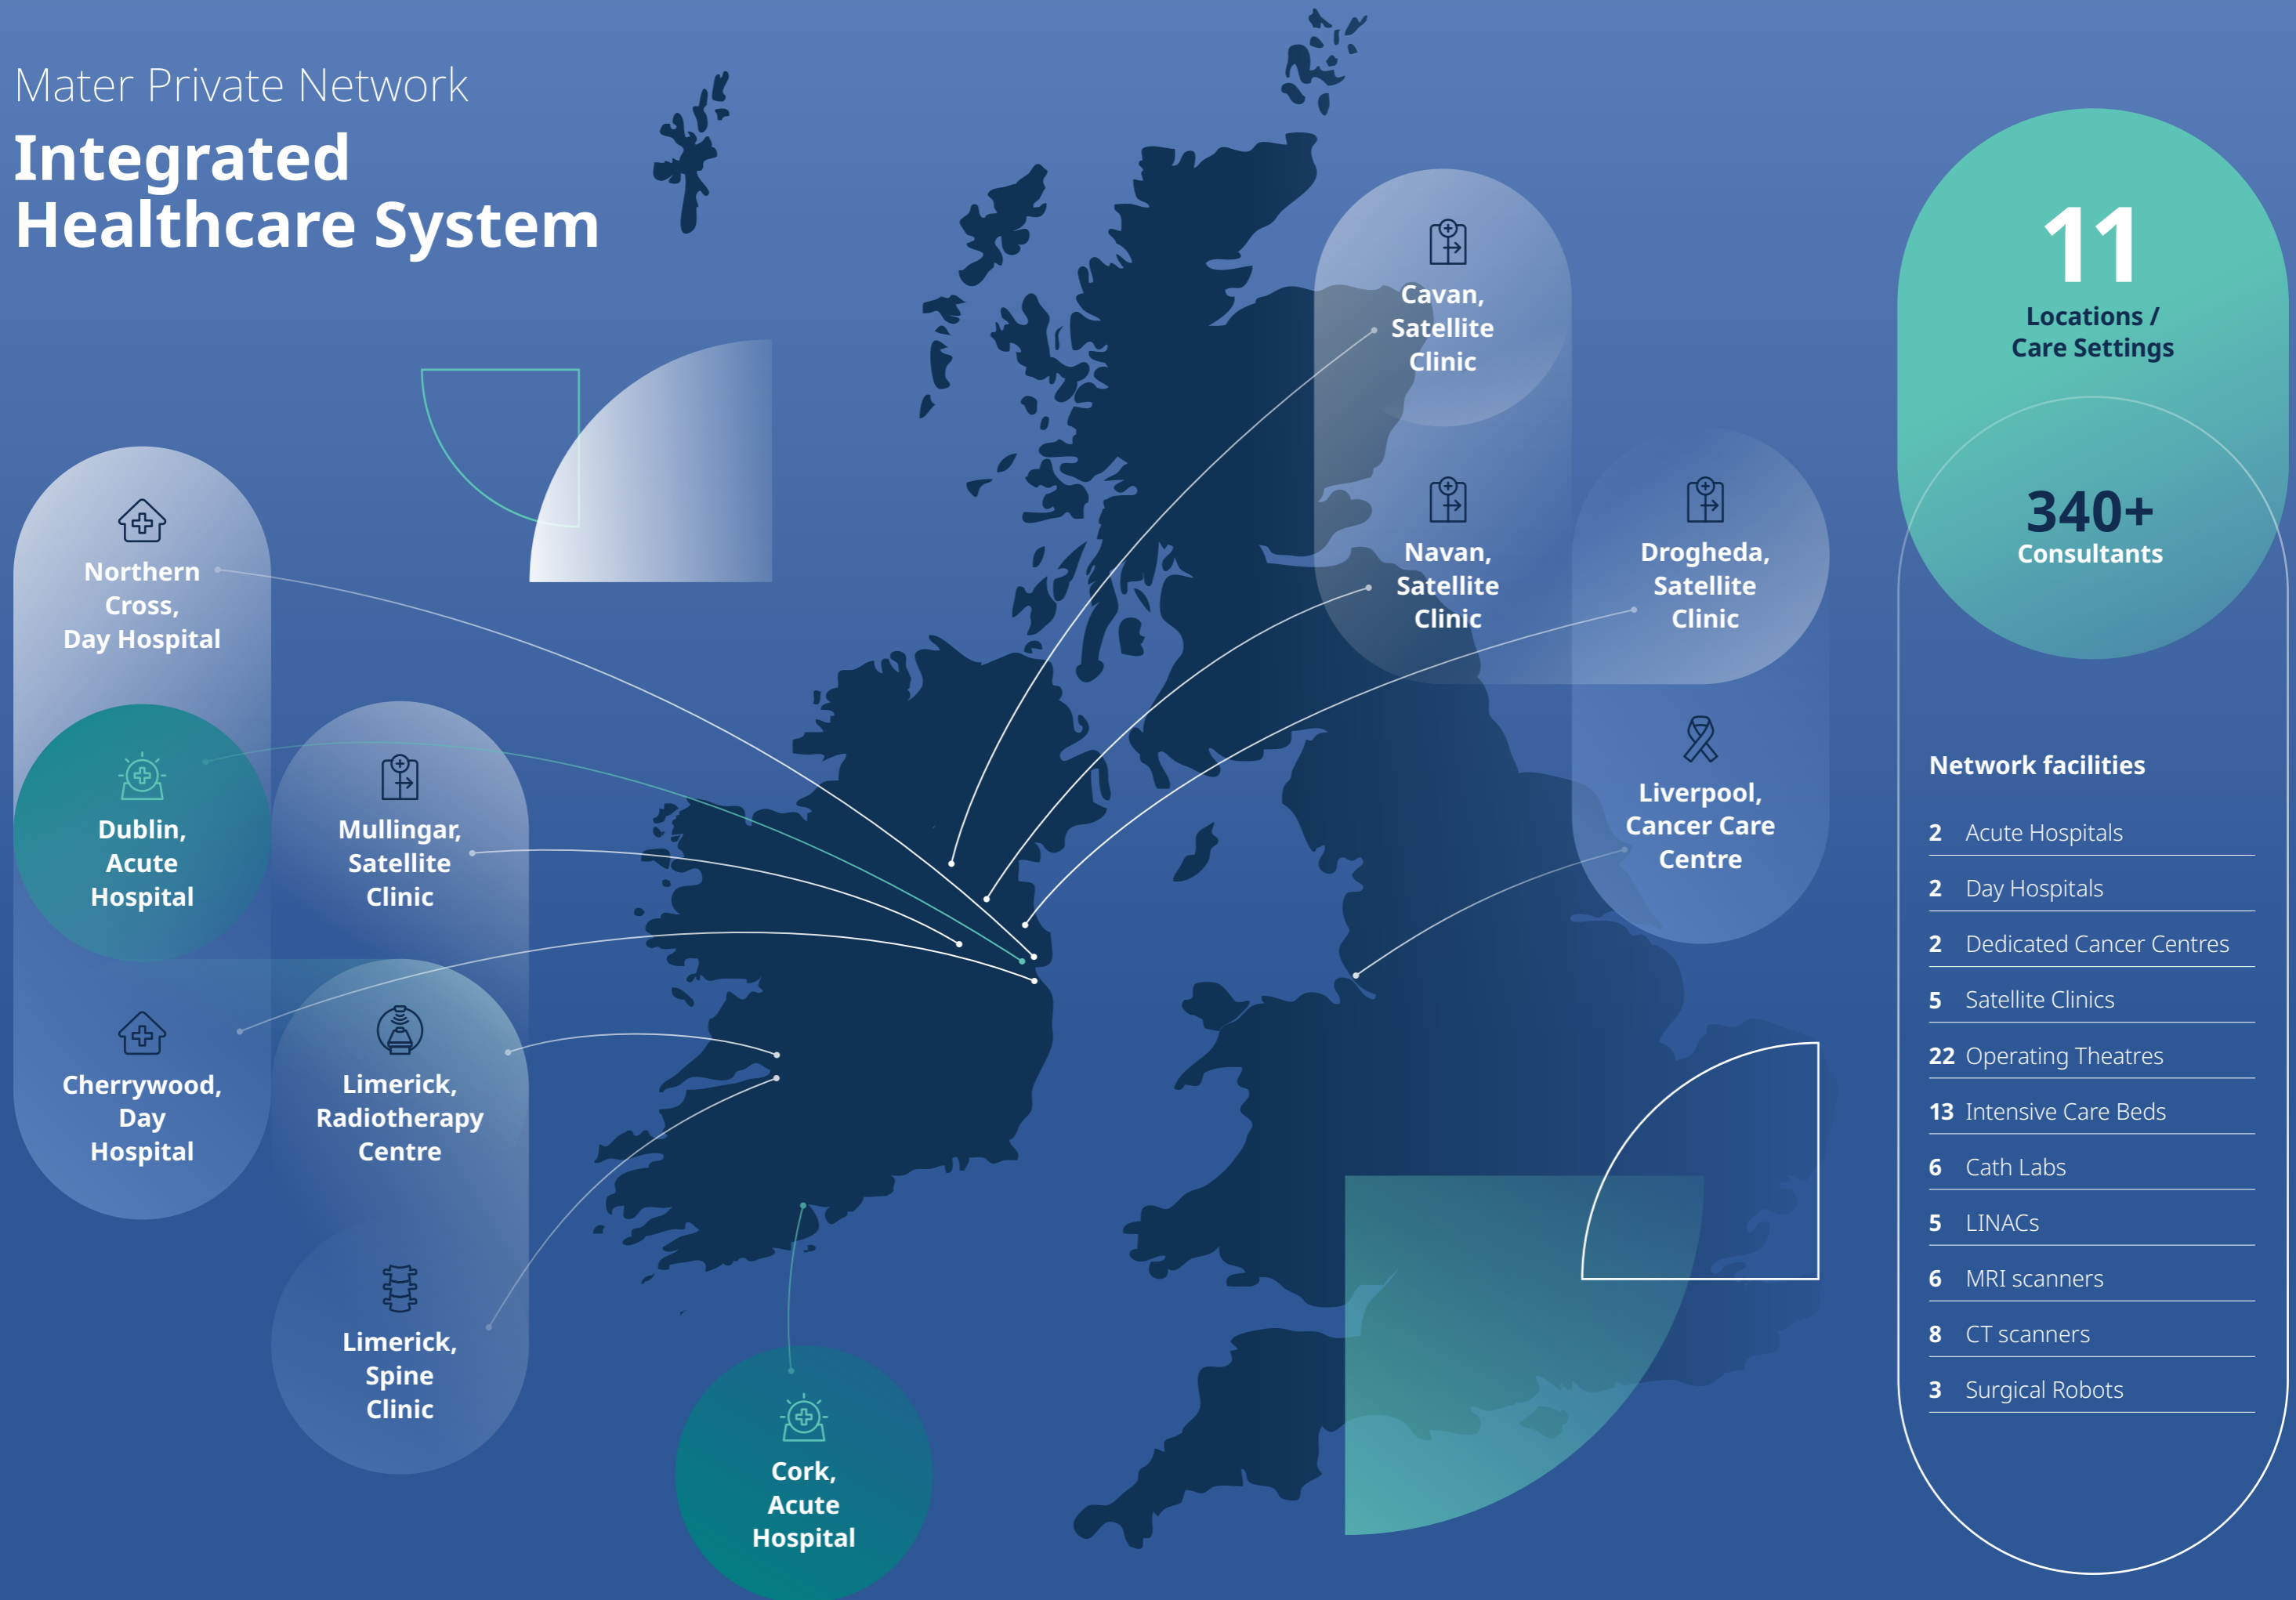 Mater Private Network
Integrated
Healthcare System
Northern
Cross,
Day Hospital
Dublin,
Acute
Hospital
Mullingar,
Satellite
Clinic
Cherrywood,
Day
Hospital
Limerick,
Radiotherapy
Centre
Limerick,
Spine
Clinic
Cork,
Acute
Hospital
Cavan,
Satellite
Clinic
Navan,
Satellite
Clinic
Drogheda,
Satellite
Clinic
Liverpool,
Cancer Care
Centre
11
Locations /
Care Settings
340+
Consultants
Network facilities
2 Acute Hospitals
2 Day Hospitals
2 Dedicated Cancer Centres
5 Satellite Clinics
22 Operating Theatres
13 Intensive Care Beds
6 Cath Labs
5 LINACs
6 MRI scanners
8 CT scanners
3 Surgical Robots